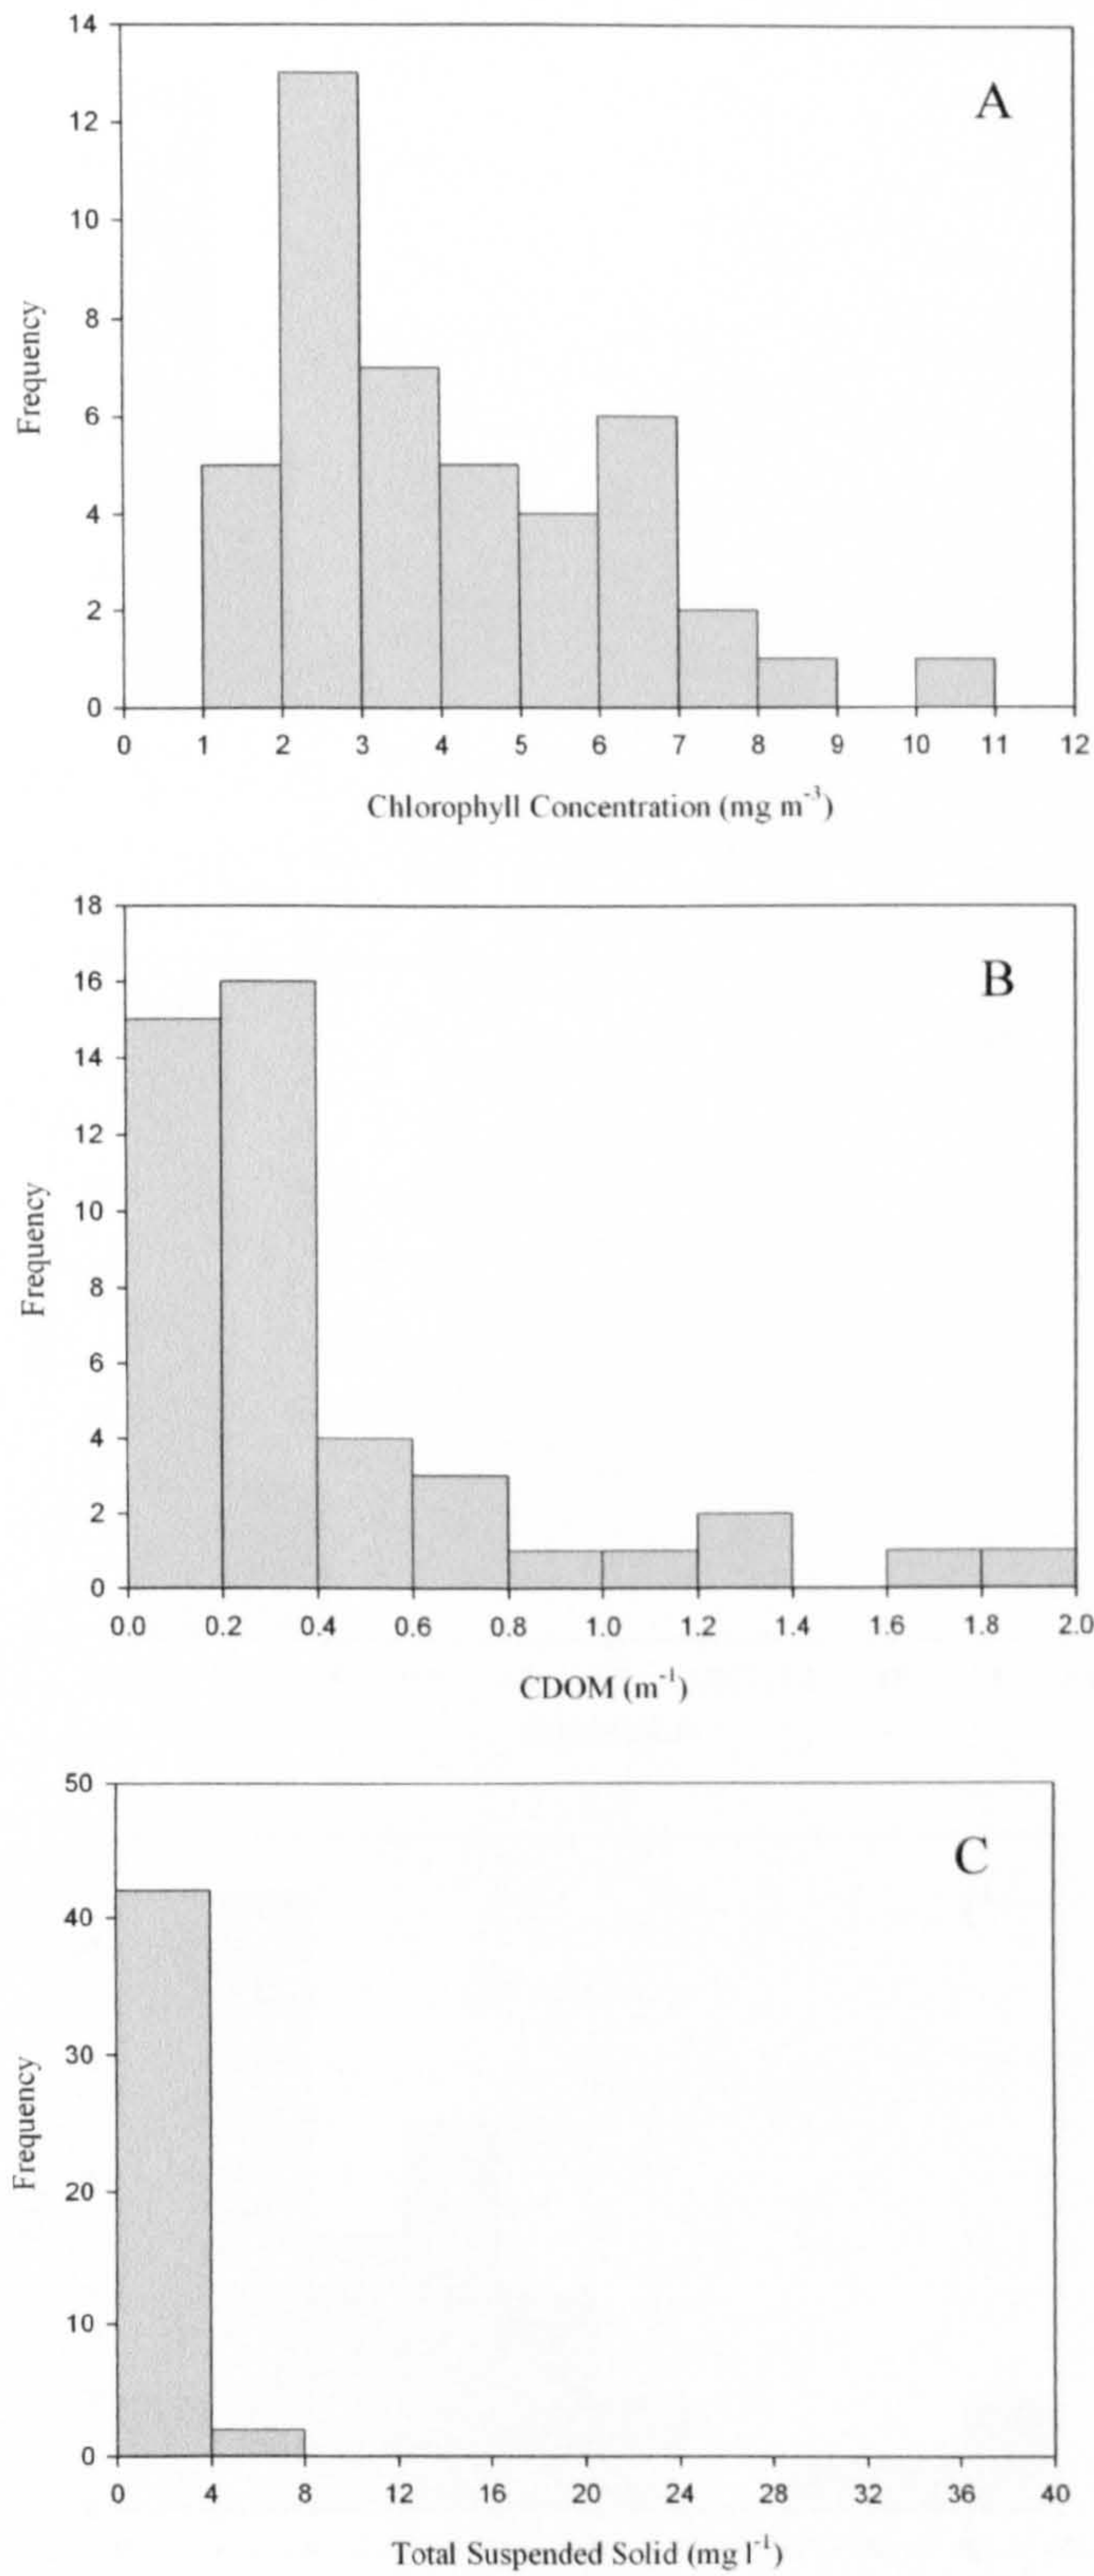 14
12
10
8
6
4
2
0
Frequency
A
0 1 2 3 4 5 6 7 8 9 10 11 12
Chlorophyll Concentration (mg m⁻³)
18
16
14
12
10
8
6
4
2
0
Frequency
B
0.0 0.2 0.4 0.6 0.8 1.0 1.2 1.4 1.6 1.8 2.0
CDOM (m⁻¹)
50
40
30
20
10
0
Frequency
C
0 4 8 12 16 20 24 28 32 36 40
Total Suspended Solid (mg l⁻¹)